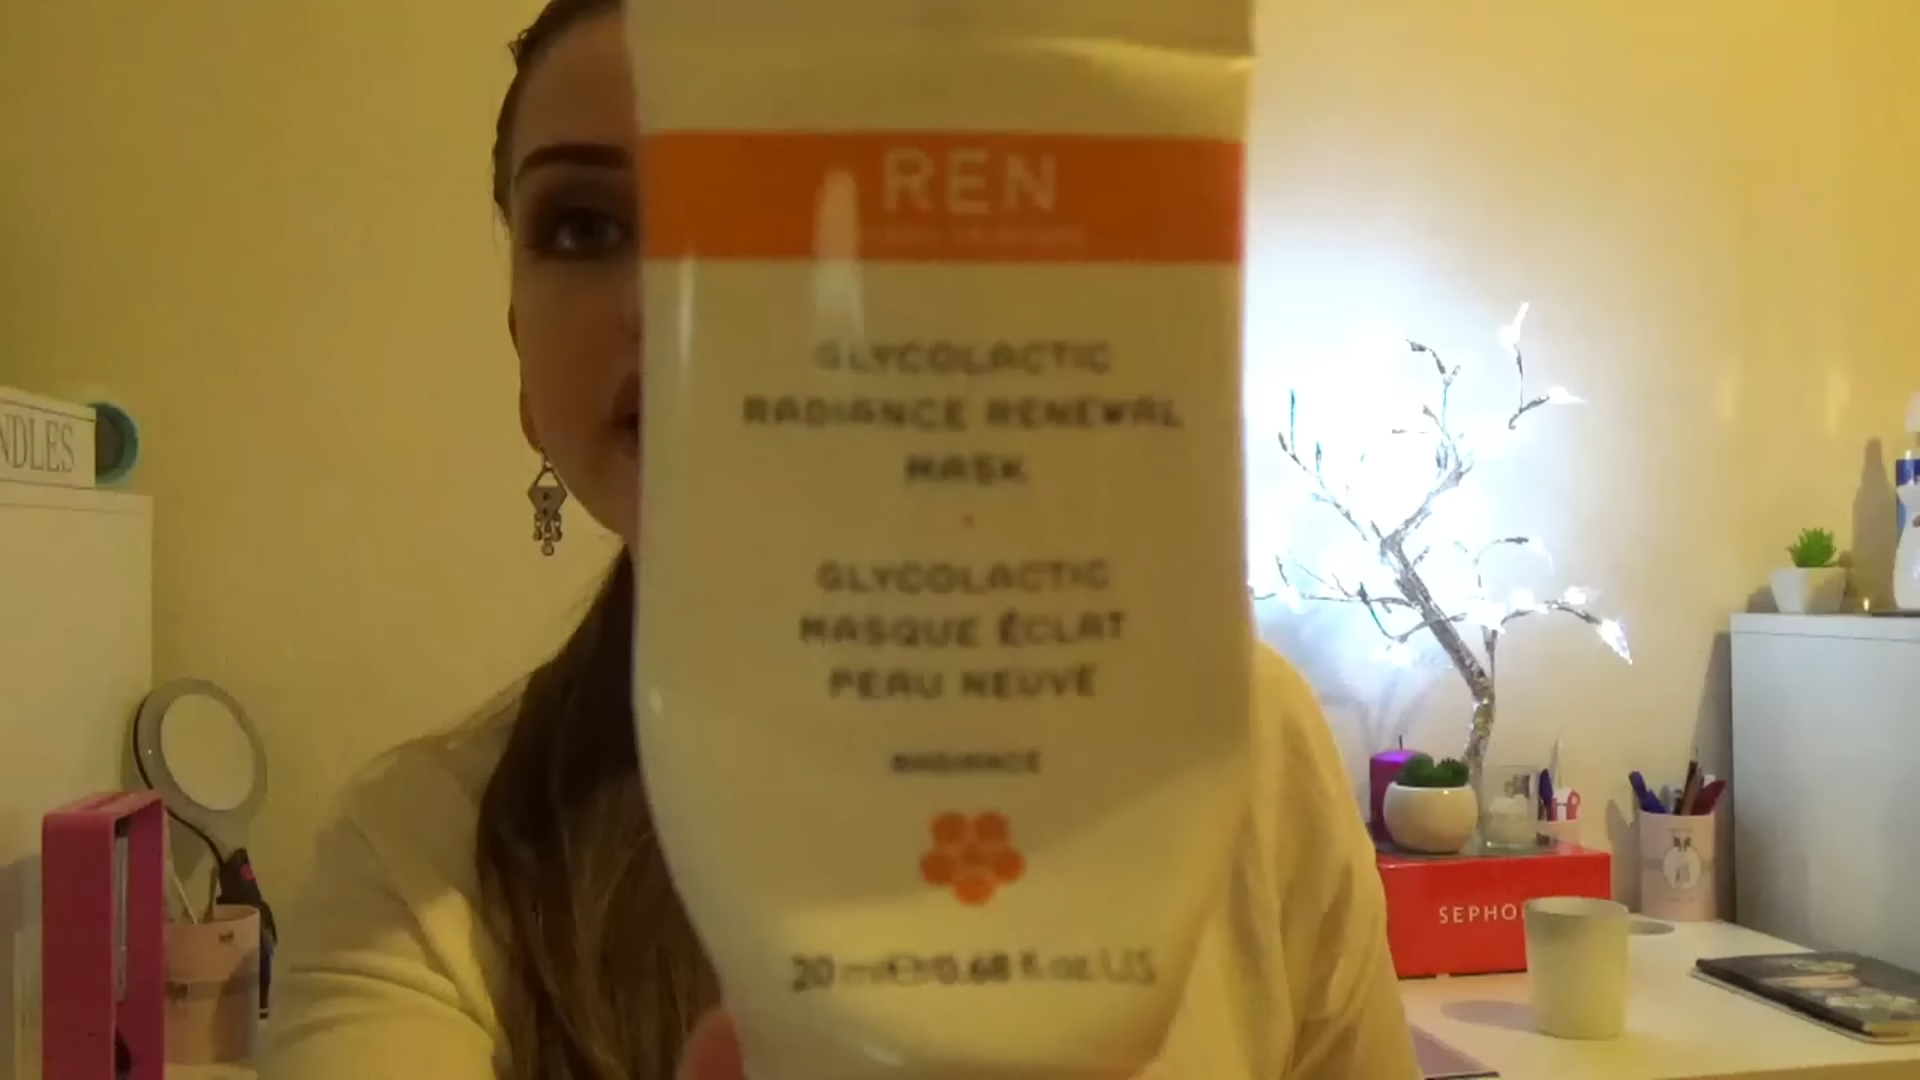 REN
GLYCOLACTIC
RADIANCE RENEWAL
MASK
GLYCOLACTIC
MASQUE ÉCLAT
PEAU NEUVE
RADIANCE
20 ml℮/0.68 fl.oz.US
NDLES
SEPHO